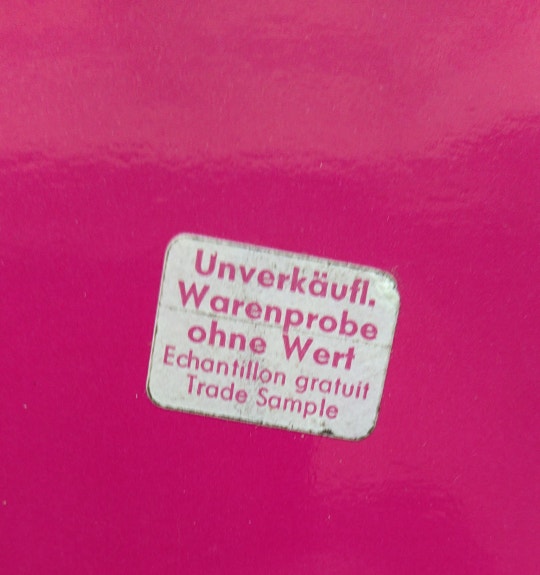 Unverkäufl.
Warenprobe
ohne Wert
Echantillon gratuit
Trade Sample